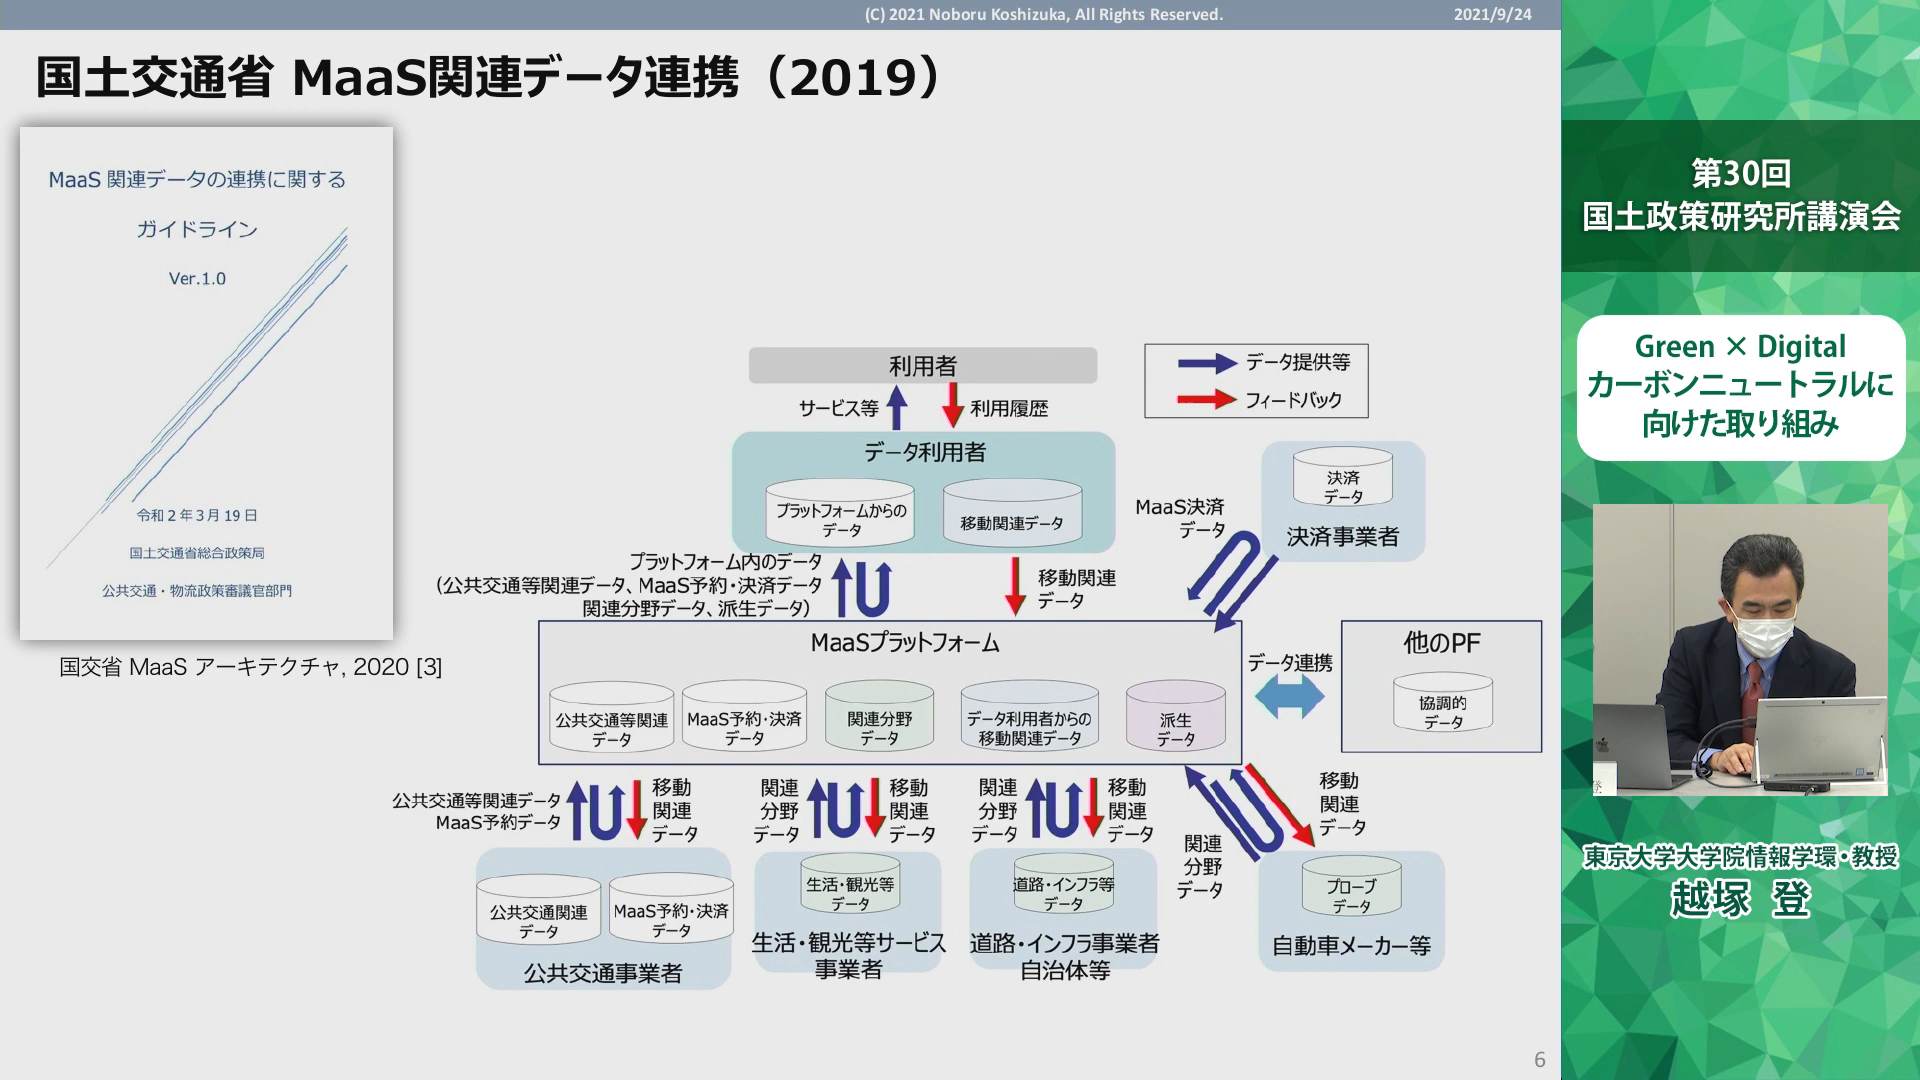 (C) 2021 Noboru Koshizuka, All Rights Reserved.
2021/9/24
国土交通省 MaaS関連データ連携（2019）
MaaS 関連データの連携に関する
ガイドライン
Ver.1.0
令和２年３月 19 日
国土交通省総合政策局
公共交通・物流政策審議官部門
国交省 MaaS アーキテクチャ, 2020 [3]
利用者
サービス等
利用履歴
データ提供等
フィードバック
データ利用者
プラットフォームからの
データ
移動関連データ
MaaS決済
データ
決済
データ
決済事業者
プラットフォーム内のデータ
（公共交通等関連データ、MaaS予約・決済データ
関連分野データ、派生データ）
移動関連
データ
MaaSプラットフォーム
公共交通等関連
データ
MaaS予約・決済
データ
関連分野
データ
データ利用者からの
移動関連データ
派生
データ
データ連携
他のPF
協調的
データ
公共交通等関連データ
MaaS予約データ
移動
関連
データ
関連
分野
データ
移動
関連
データ
関連
分野
データ
移動
関連
データ
関連
分野
データ
移動
関連
データ
公共交通関連
データ
MaaS予約・決済
データ
公共交通事業者
生活・観光等
データ
生活・観光等サービス
事業者
道路・インフラ等
データ
道路・インフラ事業者
自治体等
プローブ
データ
自動車メーカー等
6
第30回
国土政策研究所講演会
Green × Digital
カーボンニュートラルに
向けた取り組み
登
東京大学大学院情報学環・教授
越塚 登